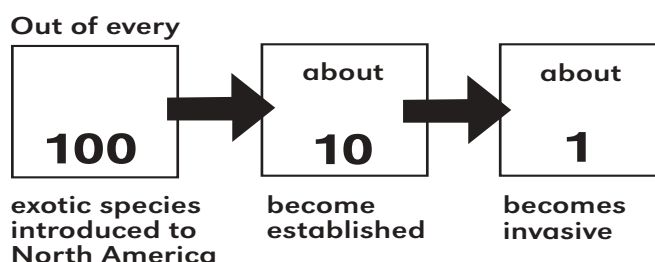 Out of every
100
exotic species
introduced to
North America
about
10
become
established
about
1
becomes
invasive